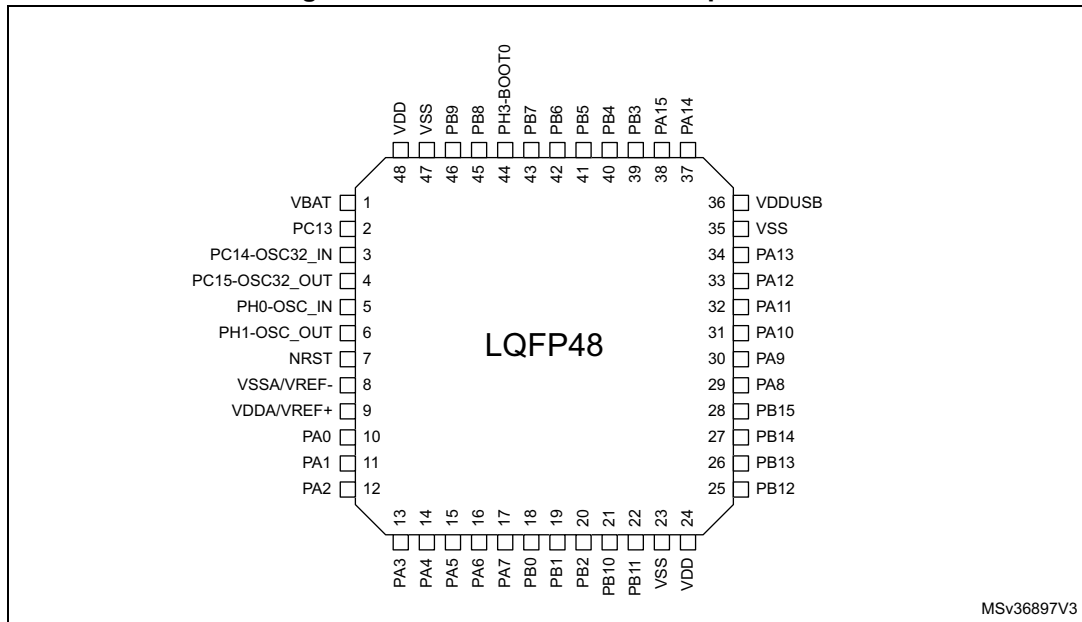 VDD
VSS
PB9
PB8
PH3-BOOT0
PB7
PB6
PB5
PB4
PB3
PA15
PA14
48
47
46
45
44
43
42
41
40
39
38
37
VBAT 1
PC13 2
PC14-OSC32_IN 3
PC15-OSC32_OUT 4
PH0-OSC_IN 5
PH1-OSC_OUT 6
NRST 7
VSSA/VREF- 8
VDDA/VREF+ 9
PA0 10
PA1 11
PA2 12
LQFP48
36 VDDUSB
35 VSS
34 PA13
33 PA12
32 PA11
31 PA10
30 PA9
29 PA8
28 PB15
27 PB14
26 PB13
25 PB12
13
14
15
16
17
18
19
20
21
22
23
24
PA3
PA4
PA5
PA6
PA7
PB0
PB1
PB2
PB10
PB11
VSS
VDD
MSv36897V3